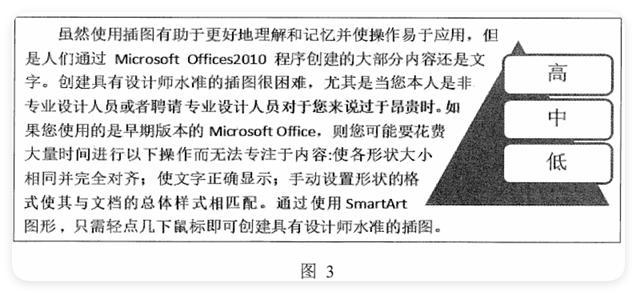 虽然使用插图有助于更好地理解和记忆并使操作易于应用，但
是人们通过 Microsoft Offices2010 程序创建的大部分内容还是文
字。创建具有设计师水准的插图很困难，尤其是当您本人是非
专业设计人员或者聘请专业设计人员对于您来说过于昂贵时。如
果您使用的是早期版本的 Microsoft Office，则您可能要花费
大量时间进行以下操作而无法专注于内容:使各形状大小
相同并完全对齐；使文字正确显示；手动设置形状的格
式使其与文档的总体样式相匹配。通过使用 SmartArt
图形，只需轻点几下鼠标即可创建具有设计师水准的插图。
高
中
低
图 3